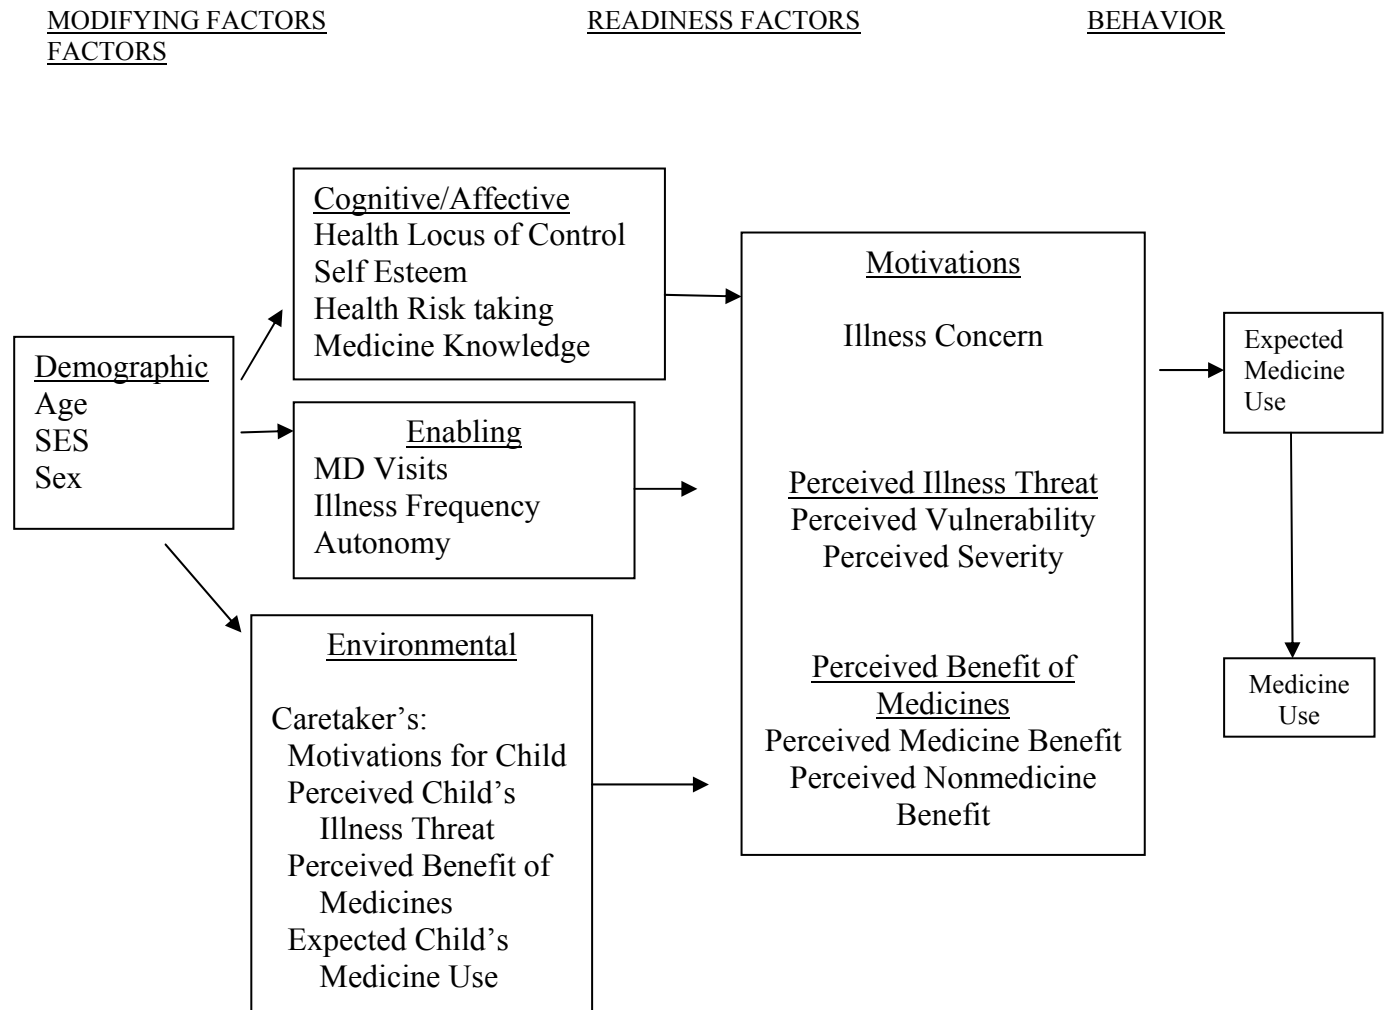 MODIFYING FACTORS
FACTORS
READINESS FACTORS
BEHAVIOR
Demographic
Age
SES
Sex
Cognitive/Affective
Health Locus of Control
Self Esteem
Health Risk taking
Medicine Knowledge
Enabling
MD Visits
Illness Frequency
Autonomy
Environmental
Caretaker’s:
Motivations for Child
Perceived Child’s
Illness Threat
Perceived Benefit of
Medicines
Expected Child’s
Medicine Use
Motivations
Illness Concern
Perceived Illness Threat
Perceived Vulnerability
Perceived Severity
Perceived Benefit of
Medicines
Perceived Medicine Benefit
Perceived Nonmedicine
Benefit
Expected
Medicine
Use
Medicine
Use